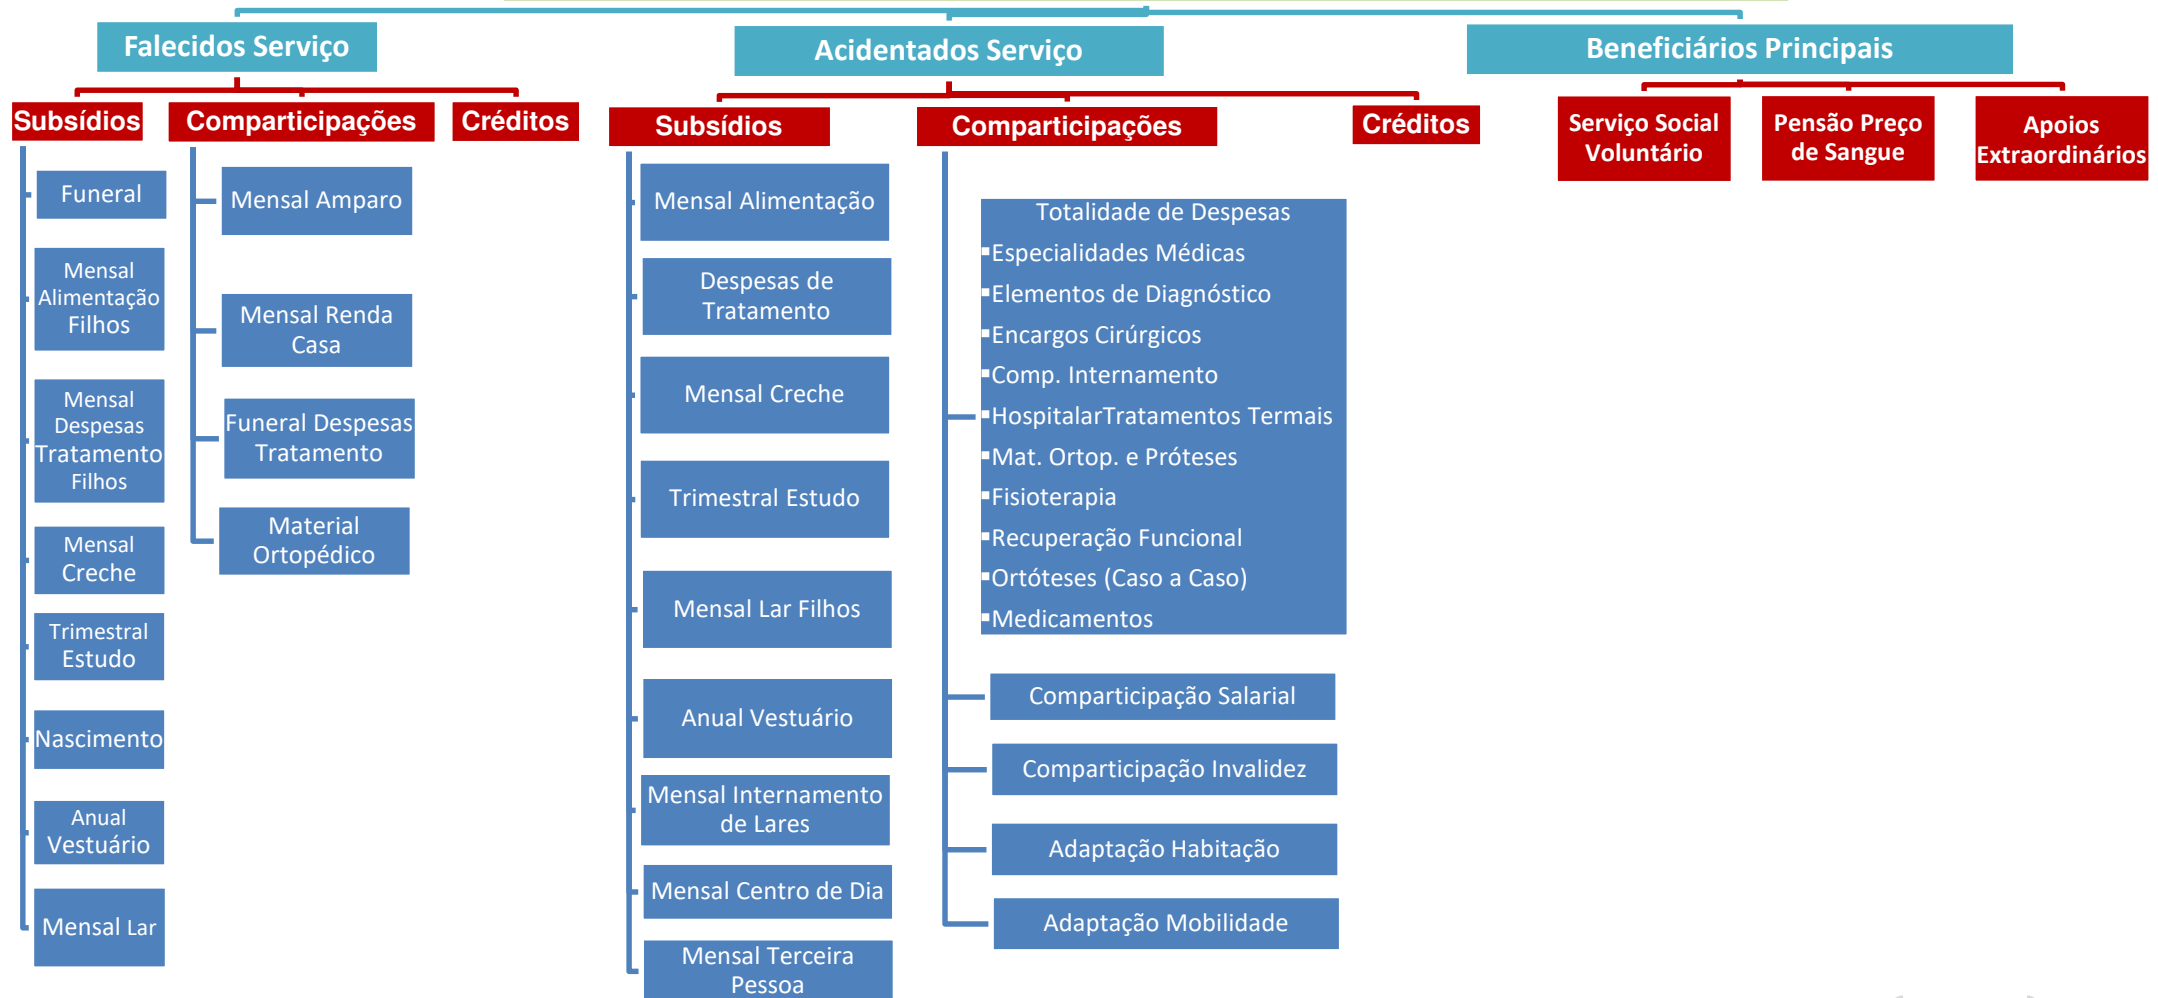 Falecidos Serviço
Subsídios
Funeral
Mensal
Alimentação
Filhos
Mensal
Despesas
Tratamento
Filhos
Mensal
Creche
Trimestral
Estudo
Nascimento
Anual
Vestuário
Mensal Lar
Comparticipações
Mensal Amparo
Mensal Renda
Casa
Funeral Despesas
Tratamento
Material
Ortopédico
Créditos
Acidentados Serviço
Subsídios
Mensal Alimentação
Despesas de
Tratamento
Mensal Creche
Trimestral Estudo
Mensal Lar Filhos
Anual Vestuário
Mensal Internamento
de Lares
Mensal Centro de Dia
Mensal Terceira
Pessoa
Comparticipações
Totalidade de Despesas
▪Especialidades Médicas
▪Elementos de Diagnóstico
▪Encargos Cirúrgicos
▪Comp. Internamento
▪HospitalarTratamentos Termais
▪Mat. Ortop. e Próteses
▪Fisioterapia
▪Recuperação Funcional
▪Ortóteses (Caso a Caso)
▪Medicamentos
Comparticipação Salarial
Comparticipação Invalidez
Adaptação Habitação
Adaptação Mobilidade
Créditos
Beneficiários Principais
Serviço Social
Voluntário
Pensão Preço
de Sangue
Apoios
Extraordinários